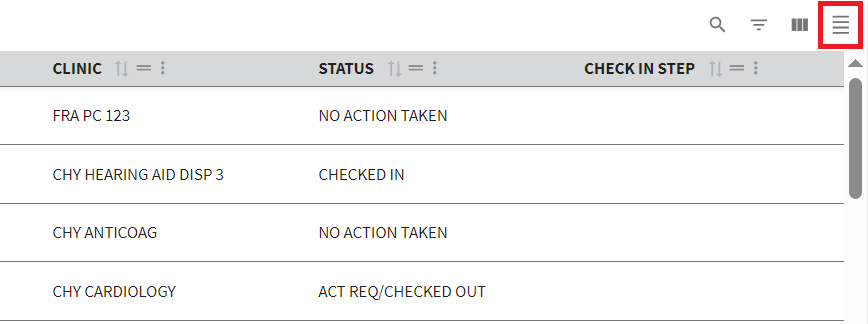 CLINIC STATUS CHECK IN STEP
FRA PC 123 NO ACTION TAKEN
CHY HEARING AID DISP 3 CHECKED IN
CHY ANTICOAG NO ACTION TAKEN
CHY CARDIOLOGY ACT REQ/CHECKED OUT